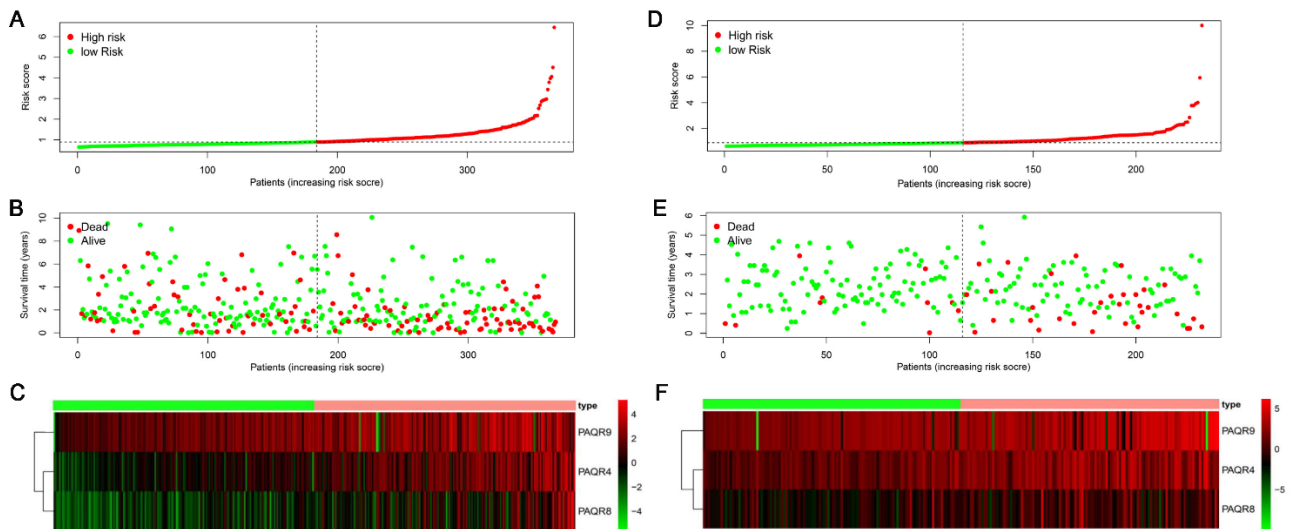 A
High risk
low Risk
Risk score
6
5
4
3
2
1
0 100 200 300
Patients (increasing risk socre)
D
High risk
low Risk
Risk score
10
8
6
4
2
0 50 100 150 200
Patients (increasing risk socre)
B
Dead
Alive
Survival time (years)
10
8
6
4
2
0
0 100 200 300
Patients (increasing risk socre)
E
Dead
Alive
Survival time (years)
6
5
4
3
2
1
0
0 50 100 150 200
Patients (increasing risk socre)
C
type
PAQR9
PAQR4
PAQR8
4
2
0
−2
−4
F
type
PAQR9
PAQR4
PAQR8
5
0
−5